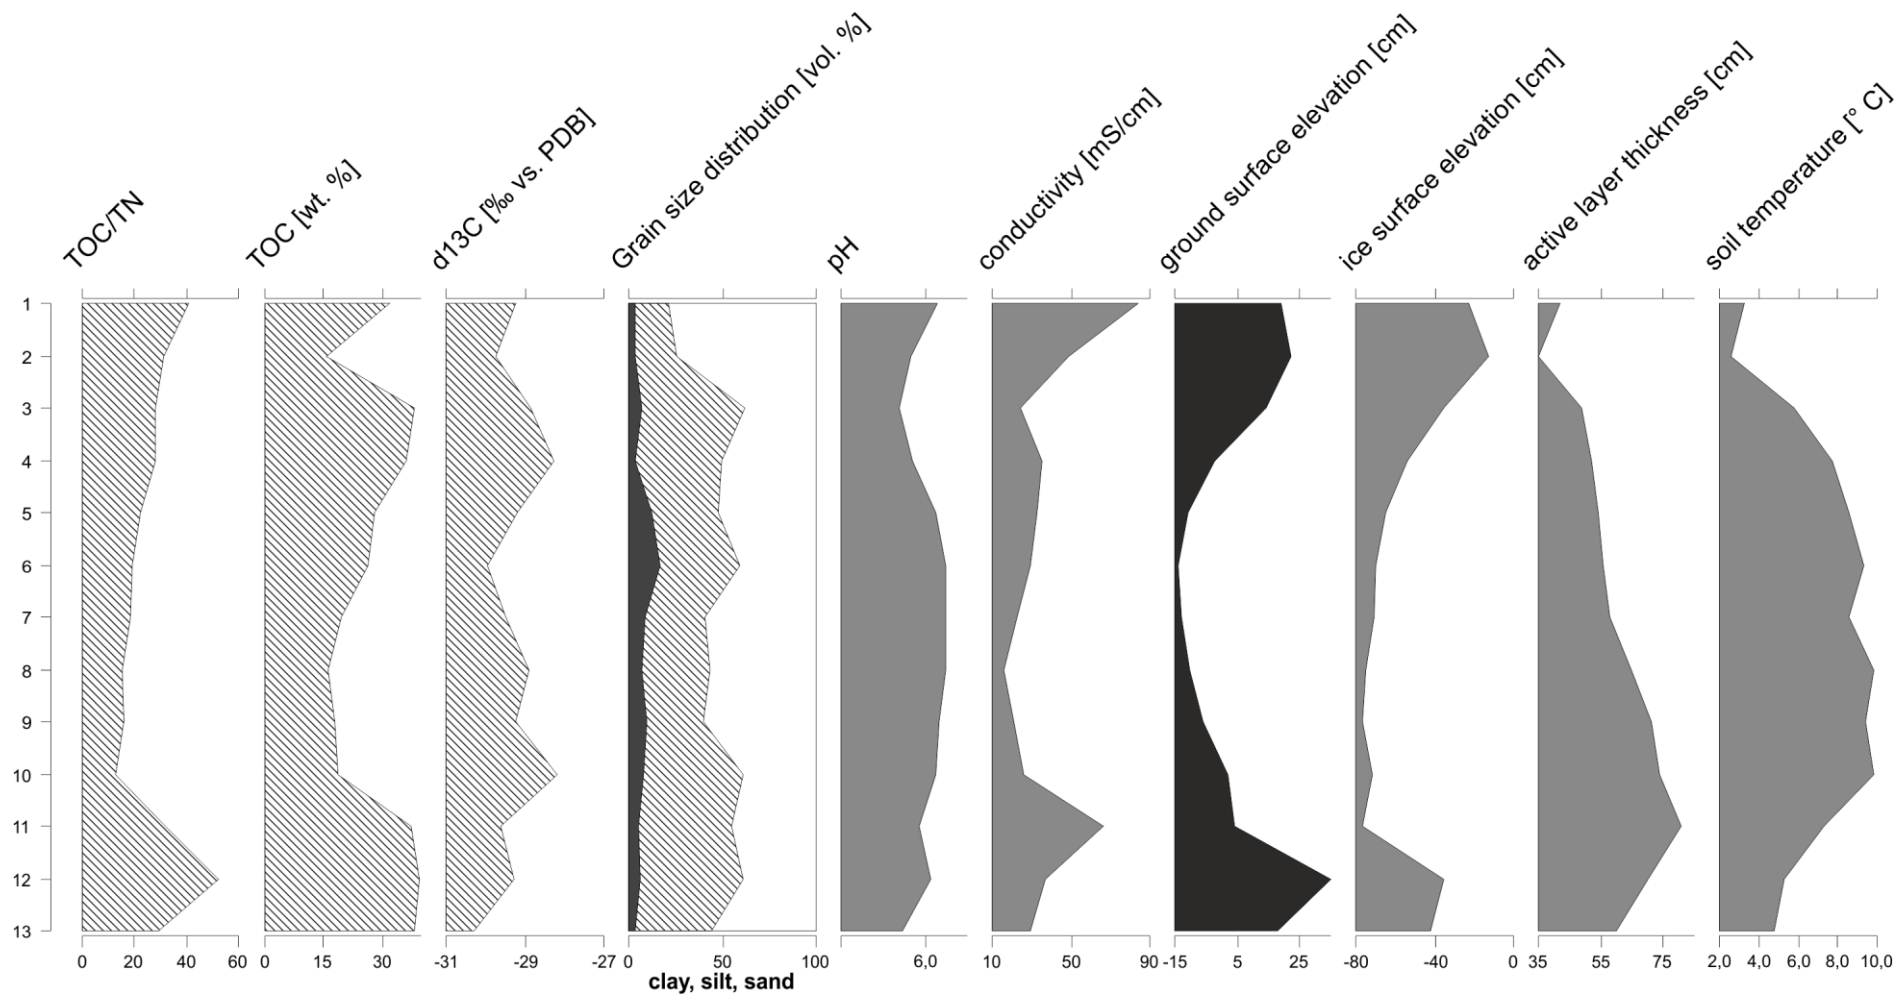 TOC/TN
TOC [wt. %]
d13C [‰ vs. PDB]
Grain size distribution [vol. %]
pH
conductivity [mS/cm]
ground surface elevation [cm]
ice surface elevation [cm]
active layer thickness [cm]
soil temperature [° C]
1
2
3
4
5
6
7
8
9
10
11
12
13
0 20 40 60 0 15 30 -31 -29 -27 0 50 100 6,0 10 50 90 -15 5 25 -80 -40 0 35 55 75 2,0 4,0 6,0 8,0 10,0
clay, silt, sand